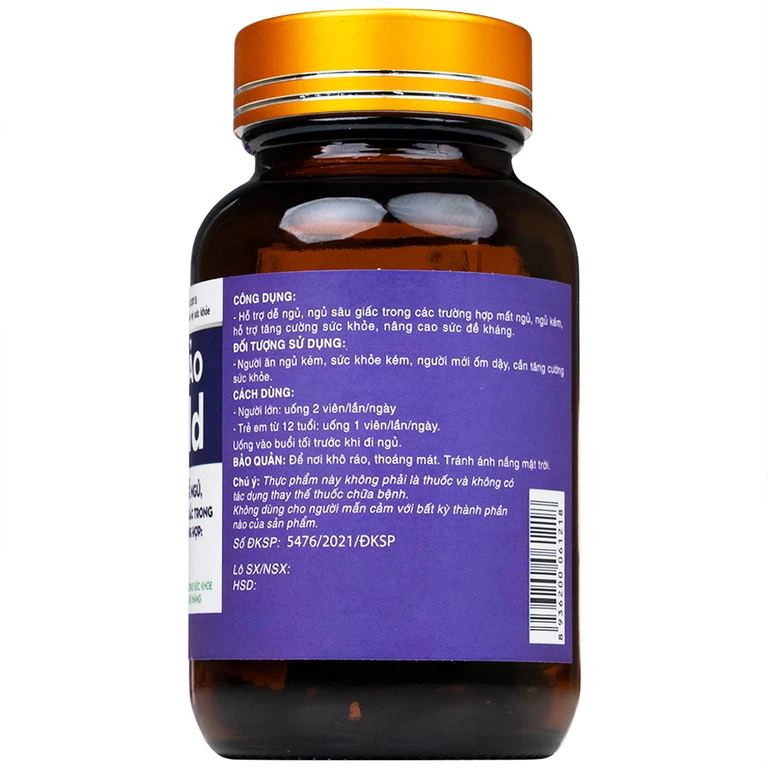 CÔNG DỤNG:
- Hỗ trợ dễ ngủ, ngủ sâu giấc trong các trường hợp mất ngủ, ngủ kém,
hỗ trợ tăng cường sức khỏe, nâng cao sức đề kháng.
ĐỐI TƯỢNG SỬ DỤNG:
- Người ăn ngủ kém, sức khỏe kém, người mới ốm dậy, cần tăng cường
sức khỏe.
CÁCH DÙNG:
- Người lớn: uống 2 viên/lần/ngày
- Trẻ em từ 12 tuổi: uống 1 viên/lần/ngày.
Uống vào buổi tối trước khi đi ngủ.
BẢO QUẢN: Để nơi khô ráo, thoáng mát. Tránh ánh nắng mặt trời.
Chú ý: Thực phẩm này không phải là thuốc và không có
tác dụng thay thế thuốc chữa bệnh.
Không dùng cho người mẫn cảm với bất kỳ thành phần
nào của sản phẩm.
Số ĐKSP: 5476/2021/ĐKSP
Lô SX/NSX:
HSD:
8 936200 061218
sức khỏe
NGỦ,
TRONG
HỢP:
SỨC KHỎE